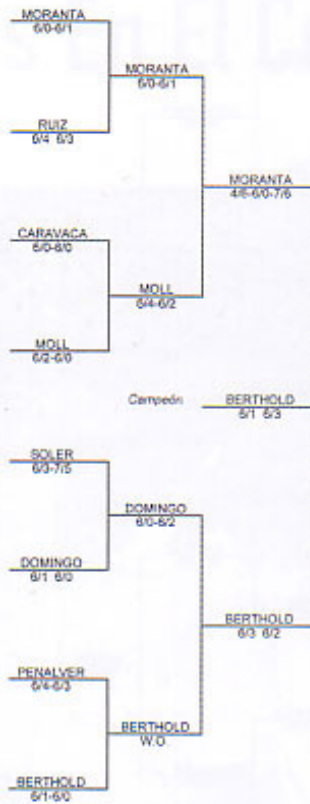 MORANTA
6/0-6/1
MORANTA
6/0-6/1
RUIZ
6/4 6/3
MORANTA
4/6-6/0-7/6
CARAVACA
6/0-6/0
MOLL
6/4-6/2
MOLL
6/2-6/0
Campeón
BERTHOLD
6/1 6/3
SOLER
6/3-7/5
DOMINGO
6/0-6/2
DOMINGO
6/1 6/0
BERTHOLD
6/3 6/2
PENALVER
6/4-6/3
BERTHOLD
W.O.
BERTHOLD
6/1-6/0